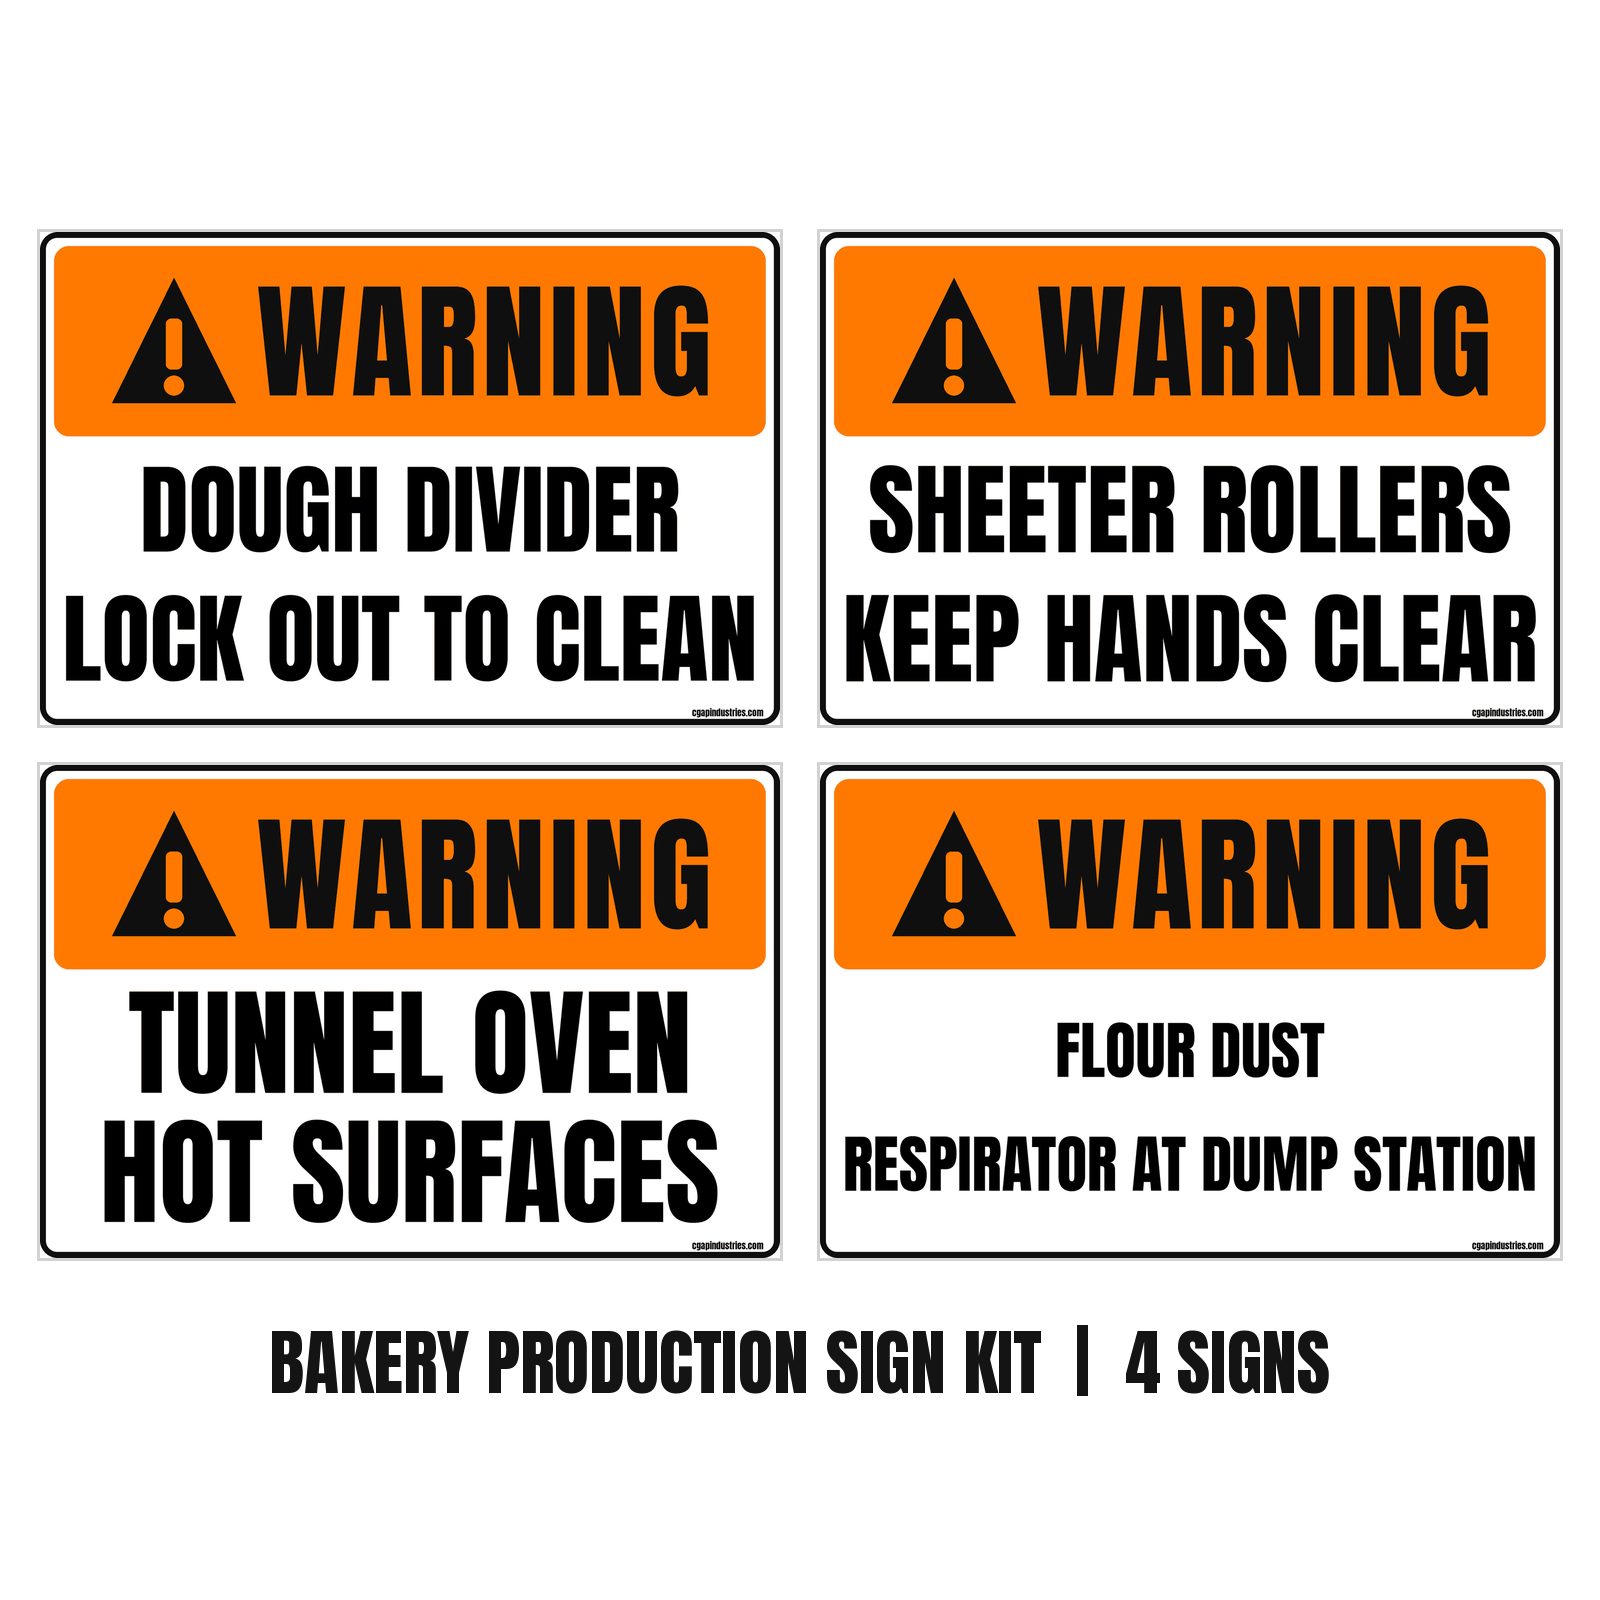 WARNING
DOUGH DIVIDER
LOCK OUT TO CLEAN
cgapindustries.com
WARNING
SHEETER ROLLERS
KEEP HANDS CLEAR
cgapindustries.com
WARNING
TUNNEL OVEN
HOT SURFACES
cgapindustries.com
WARNING
FLOUR DUST
RESPIRATOR AT DUMP STATION
cgapindustries.com
BAKERY PRODUCTION SIGN KIT | 4 SIGNS